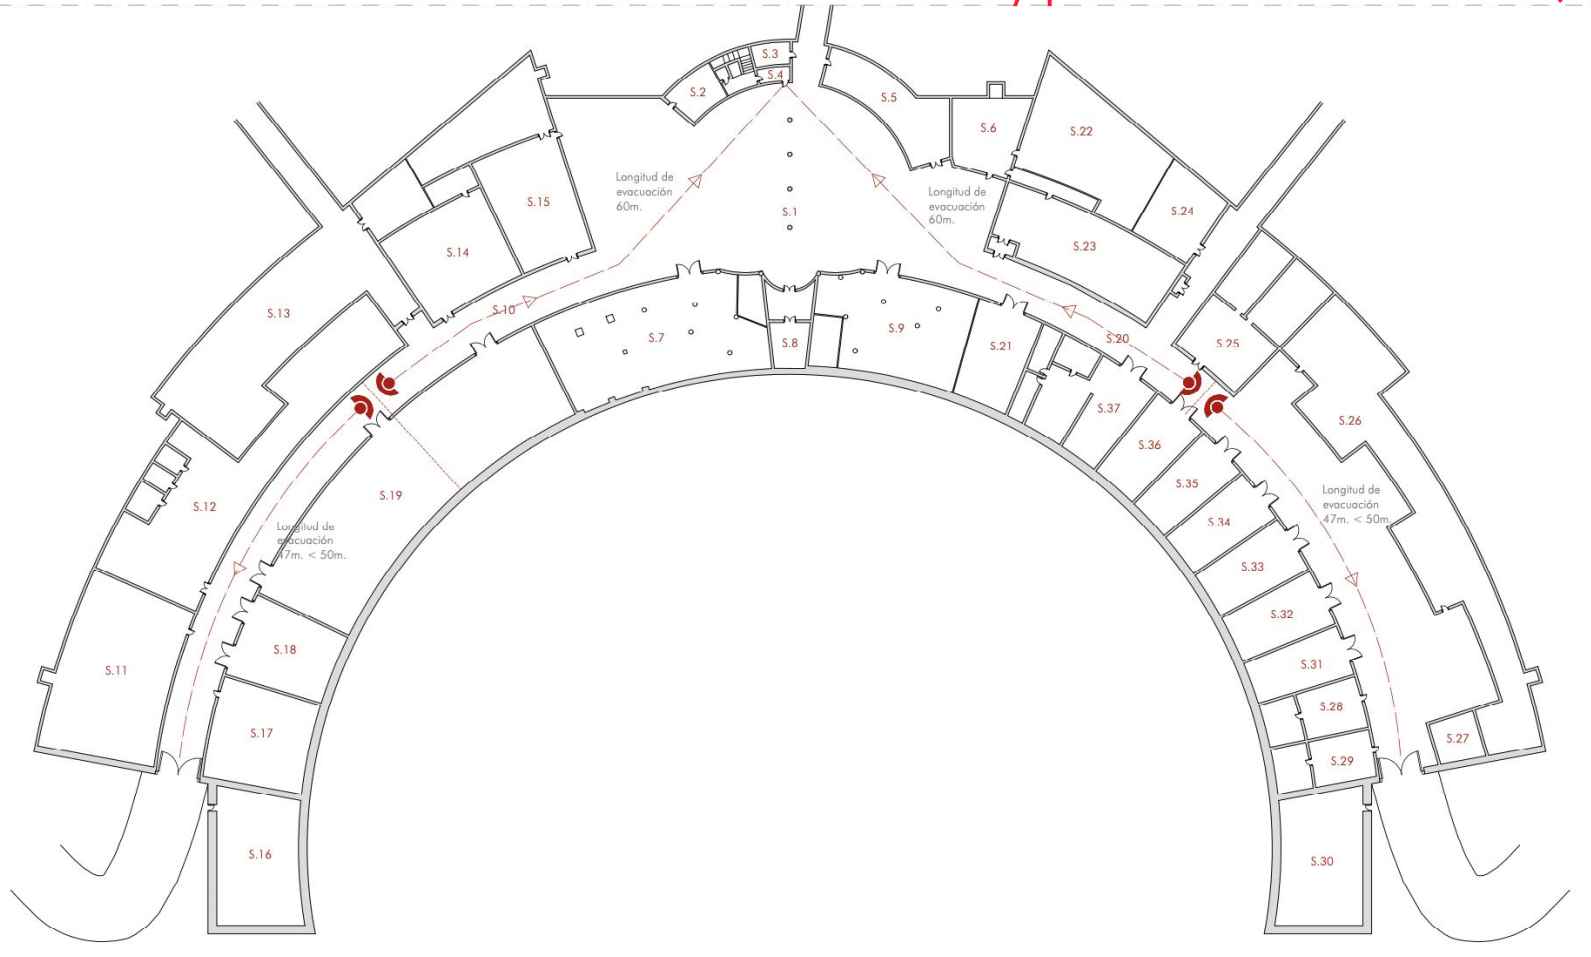 S.3
S.4
S.2
S.5
S.6
S.22
Longitud de
evacuación
60m.
Longitud de
evacuación
60m.
S.15
S.1
S.24
S.14
S.23
S.13
S.10
S.7
S.8
S.9
S.21
S.20
S.25
S.37
S.26
S.36
S.19
S.35
S.12
S.34
Longitud de
evacuación
47m. < 50m.
Longitud de
evacuación
47m. < 50m.
S.33
S.32
S.18
S.31
S.11
S.28
S.17
S.27
S.29
S.16
S.30